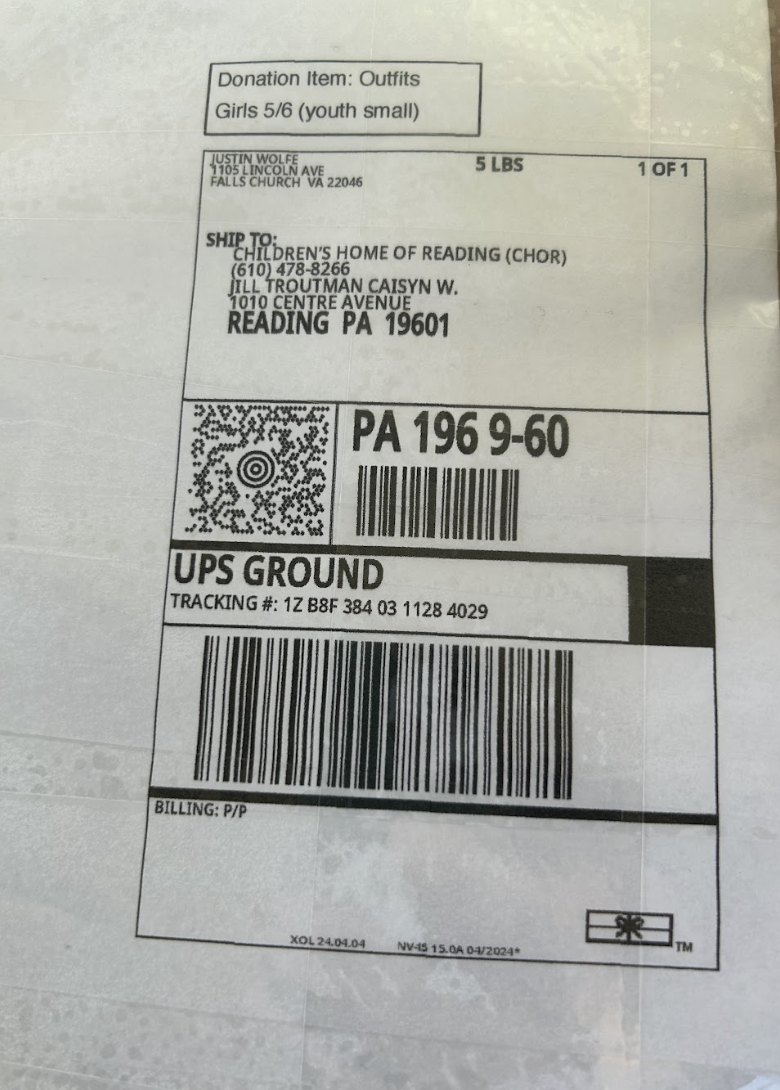 Donation Item: Outfits
Girls 5/6 (youth small)
JUSTIN WOLFE
1105 LINCOLN AVE
FALLS CHURCH VA 22046
5 LBS
1 OF 1
SHIP TO:
CHILDREN'S HOME OF READING (CHOR)
(610) 478-8266
JILL TROUTMAN CAISYN W.
1010 CENTRE AVENUE
READING PA 19601
PA 196 9-60
UPS GROUND
TRACKING #: 1Z B8F 384 03 1128 4029
BILLING: P/P
XOL 24.04.04
NV45 15.0A 04/2024*
TM